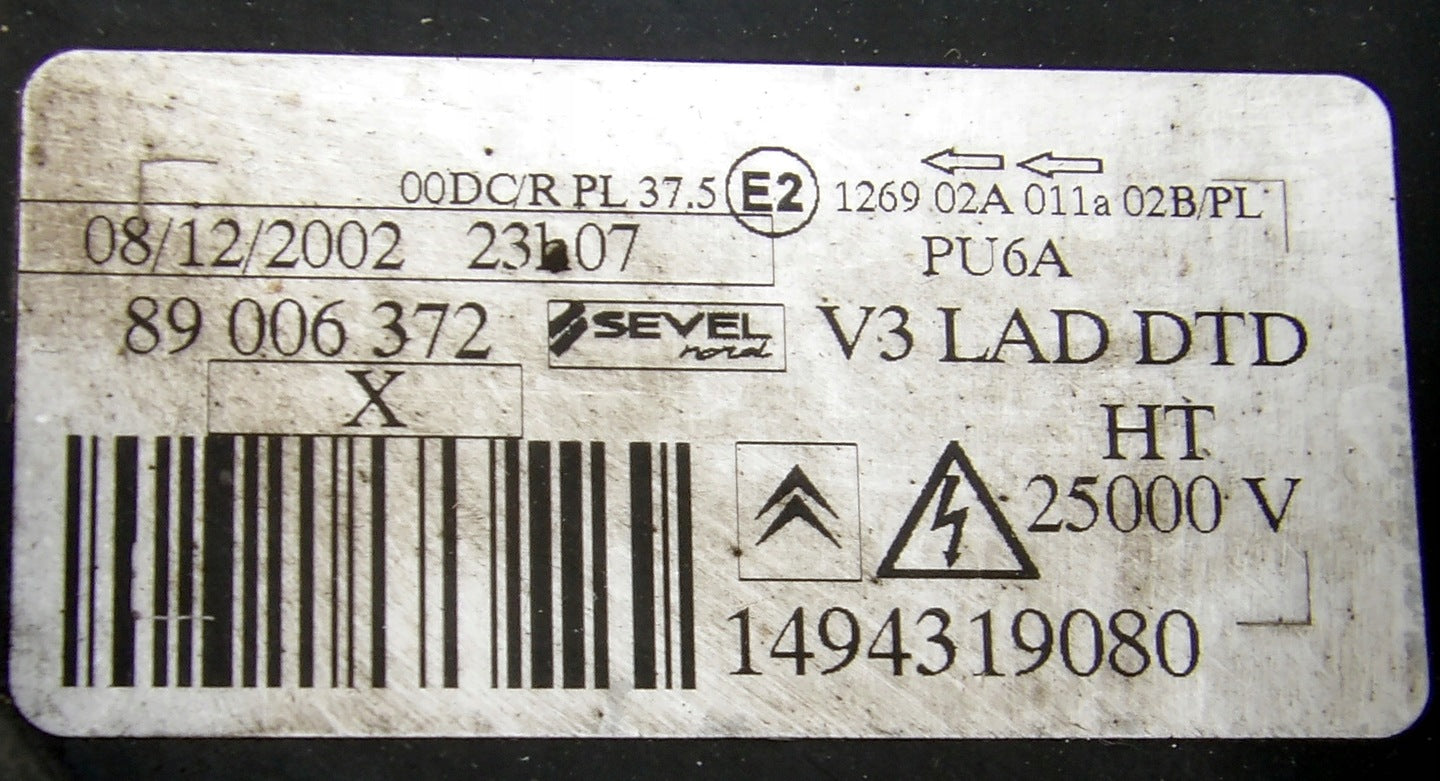 00DC/R PL 37.5 E2 1269 02A 011a 02B/PL
08/12/2002 23h07 PU6A
89 006 372 SEVEL nord V3 LAD DTD
X
HT
25000 V
1494319080